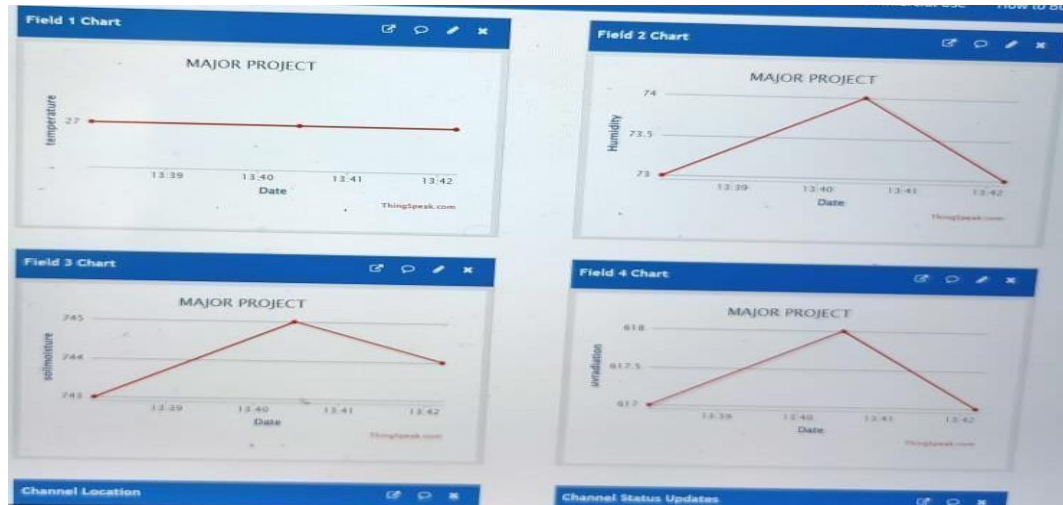 How to
Field 1 Chart
MAJOR PROJECT
temperature
27
13:39 13:40 13:41 13:42
Date
ThingSpeak.com
Field 2 Chart
MAJOR PROJECT
Humidity
74
73.5
73
13:39 13:40 13:41 13:42
Date
ThingSpeak.com
Field 3 Chart
MAJOR PROJECT
soilmoisture
745
744
743
13:39 13:40 13:41 13:42
Date
ThingSpeak.com
Field 4 Chart
MAJOR PROJECT
uvradiation
618
617.5
617
13:39 13:40 13:41 13:42
Date
ThingSpeak.com
Channel Location
Channel Status Updates